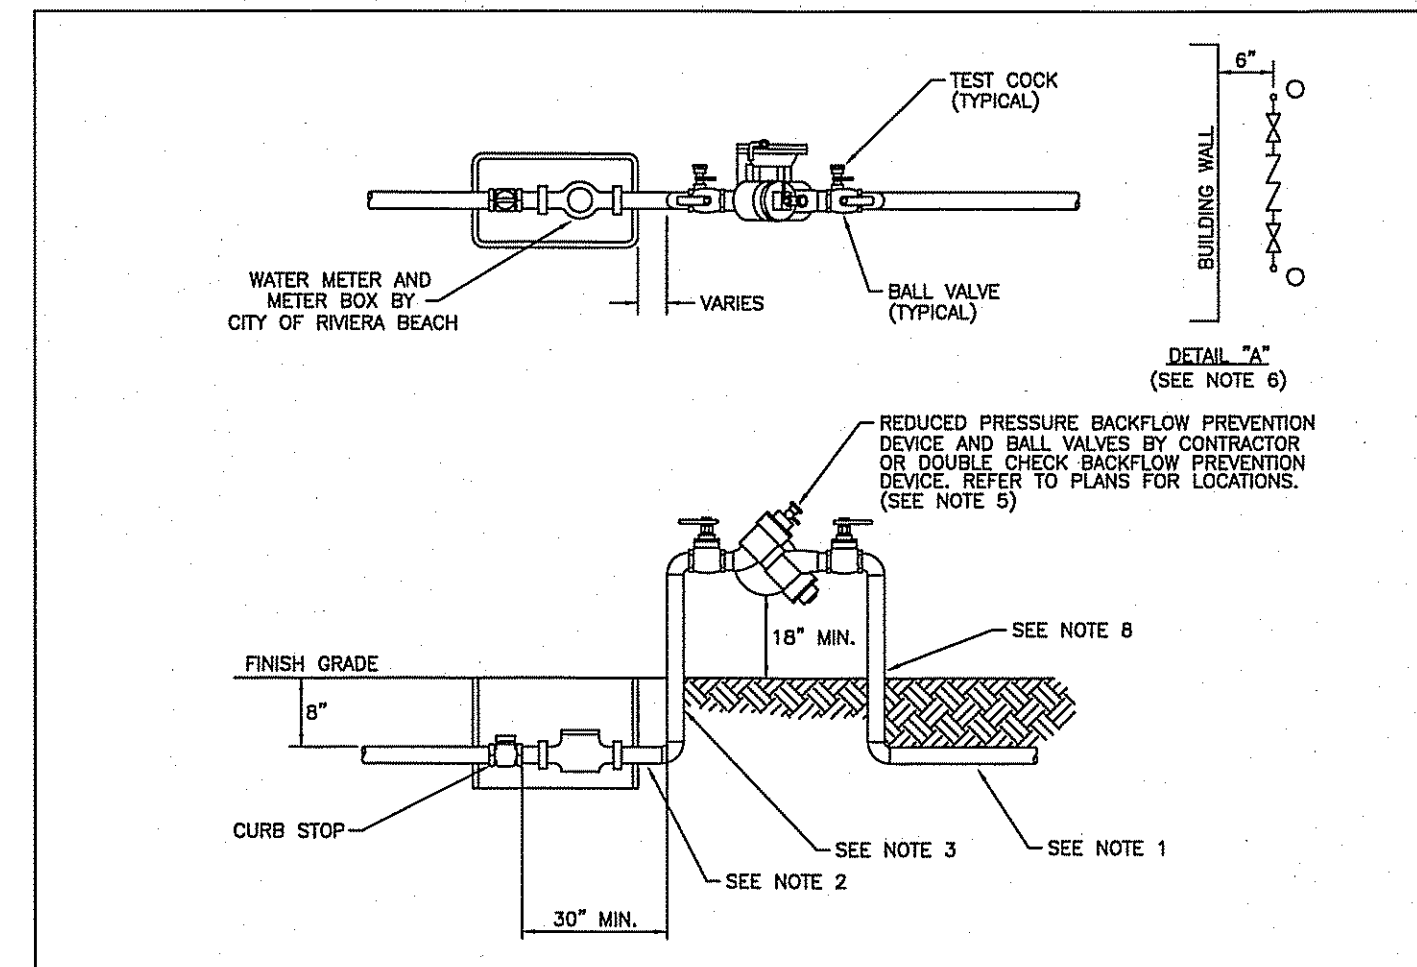 TEST COCK
(TYPICAL)
6"
BUILDING WALL
WATER METER AND
METER BOX BY
CITY OF RIVIERA BEACH
VARIES
BALL VALVE
(TYPICAL)
DETAIL "A"
(SEE NOTE 6)
REDUCED PRESSURE BACKFLOW PREVENTION
DEVICE AND BALL VALVES BY CONTRACTOR
OR DOUBLE CHECK BACKFLOW PREVENTION
DEVICE. REFER TO PLANS FOR LOCATIONS.
(SEE NOTE 5)
18" MIN.
SEE NOTE 8
FINISH GRADE
8"
CURB STOP
SEE NOTE 3
SEE NOTE 1
SEE NOTE 2
30" MIN.